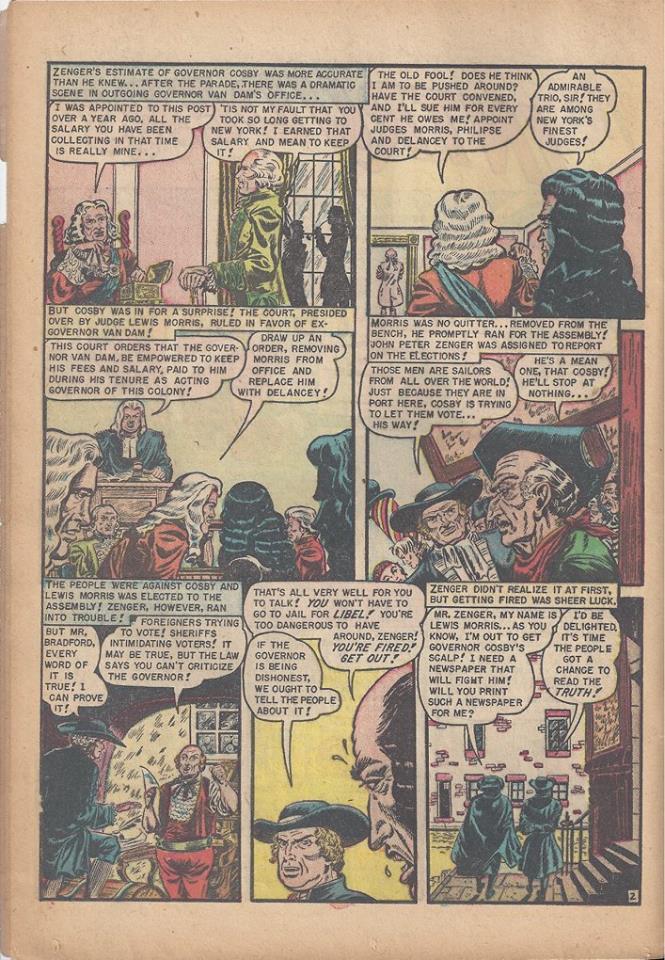 ZENGER'S ESTIMATE OF GOVERNOR COSBY WAS MORE ACCURATE
THAN HE KNEW... AFTER THE PARADE, THERE WAS A DRAMATIC
SCENE IN OUTGOING GOVERNOR VAN DAM'S OFFICE...
I WAS APPOINTED TO THIS POST
OVER A YEAR AGO, ALL THE
SALARY YOU HAVE BEEN
COLLECTING IN THAT TIME
IS REALLY MINE...
'TIS NOT MY FAULT THAT YOU
TOOK SO LONG GETTING TO
NEW YORK! I EARNED THAT
SALARY AND MEAN TO KEEP
IT!
THE OLD FOOL! DOES HE THINK
I AM TO BE PUSHED AROUND?
HAVE THE COURT CONVENED,
AND I'LL SUE HIM FOR EVERY
CENT HE OWES ME! APPOINT
JUDGES MORRIS, PHILIPSE
AND DELANCEY TO THE
COURT!
AN
ADMIRABLE
TRIO, SIR! THEY
ARE AMONG
NEW YORK'S
FINEST
JUDGES!
BUT COSBY WAS IN FOR A SURPRISE! THE COURT, PRESIDED
OVER BY JUDGE LEWIS MORRIS, RULED IN FAVOR OF EX-
GOVERNOR VAN DAM!
THIS COURT ORDERS THAT THE GOVER-
NOR VAN DAM, BE EMPOWERED TO KEEP
HIS FEES AND SALARY, PAID TO HIM
DURING HIS TENURE AS ACTING
GOVERNOR OF THIS COLONY!
DRAW UP AN
ORDER, REMOVING
MORRIS FROM
OFFICE AND
REPLACE HIM
WITH DELANCEY!
MORRIS WAS NO QUITTER... REMOVED FROM THE
BENCH, HE PROMPTLY RAN FOR THE ASSEMBLY!
JOHN PETER ZENGER WAS ASSIGNED TO REPORT
ON THE ELECTIONS!
THOSE MEN ARE SAILORS
FROM ALL OVER THE WORLD!
JUST BECAUSE THEY ARE IN
PORT HERE, COSBY IS TRYING
TO LET THEM VOTE...
HIS WAY!
HE'S A MEAN
ONE, THAT COSBY!
HE'LL STOP AT
NOTHING...
THE PEOPLE WERE AGAINST COSBY AND
LEWIS MORRIS WAS ELECTED TO THE
ASSEMBLY! ZENGER, HOWEVER, RAN
INTO TROUBLE!
BUT MR.
BRADFORD,
EVERY
WORD OF
IT IS
TRUE! I
CAN PROVE
IT!
FOREIGNERS TRYING
TO VOTE! SHERIFFS
INTIMIDATING VOTERS! IT
MAY BE TRUE, BUT THE LAW
SAYS YOU CAN'T CRITICIZE
THE GOVERNOR!
THAT'S ALL VERY WELL FOR YOU
TO TALK! YOU WON'T HAVE TO
GO TO JAIL FOR LIBEL! YOU'RE
TOO DANGEROUS TO HAVE
AROUND, ZENGER!
YOU'RE FIRED!
GET OUT!
IF THE
GOVERNOR
IS BEING
DISHONEST,
WE OUGHT TO
TELL THE PEOPLE
ABOUT IT!
ZENGER DIDN'T REALIZE IT AT FIRST,
BUT GETTING FIRED WAS SHEER LUCK.
MR. ZENGER, MY NAME IS
LEWIS MORRIS...AS YOU
KNOW, I'M OUT TO GET
GOVERNOR COSBY'S
SCALP! I NEED A
NEWSPAPER THAT
WILL FIGHT HIM!
WILL YOU PRINT
SUCH A NEWSPAPER
FOR ME?
I'D BE
DELIGHTED,
IT'S TIME
THE PEOPLE
GOT A
CHANCE TO
READ THE
TRUTH!
2